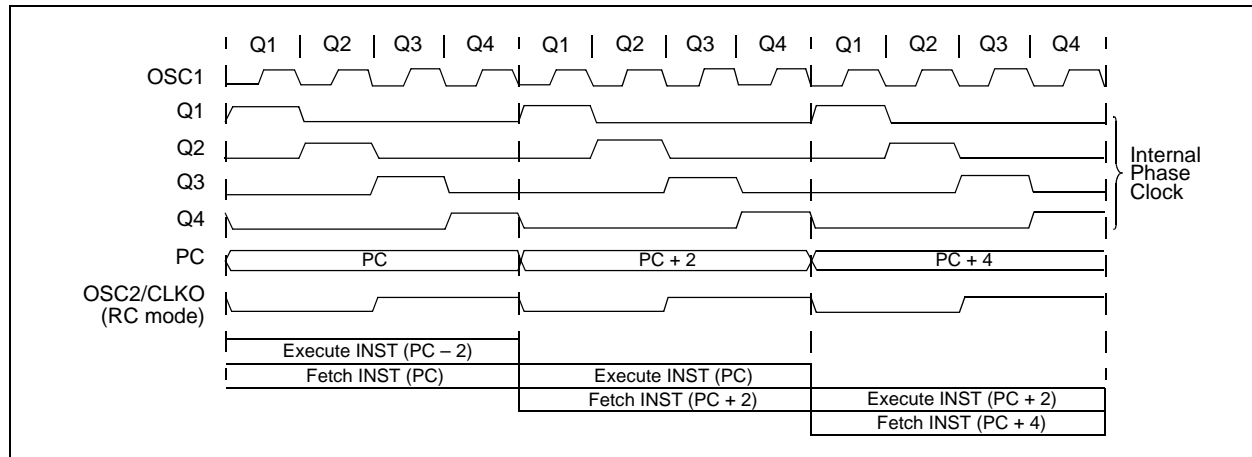 Q1 Q2 Q3 Q4 Q1 Q2 Q3 Q4 Q1 Q2 Q3 Q4
OSC1
Q1
Q2
Q3
Q4
Internal
Phase
Clock
PC PC PC + 2 PC + 4
OSC2/CLKO
(RC mode)
Execute INST (PC – 2)
Fetch INST (PC) Execute INST (PC)
Fetch INST (PC + 2) Execute INST (PC + 2)
Fetch INST (PC + 4)